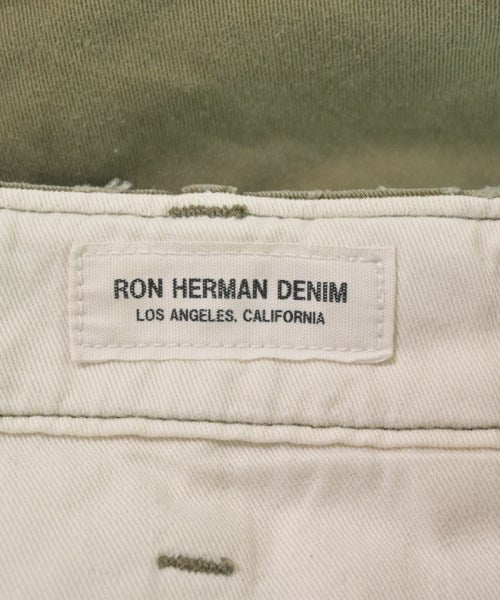 RON HERMAN DENIM
LOS ANGELES, CALIFORNIA